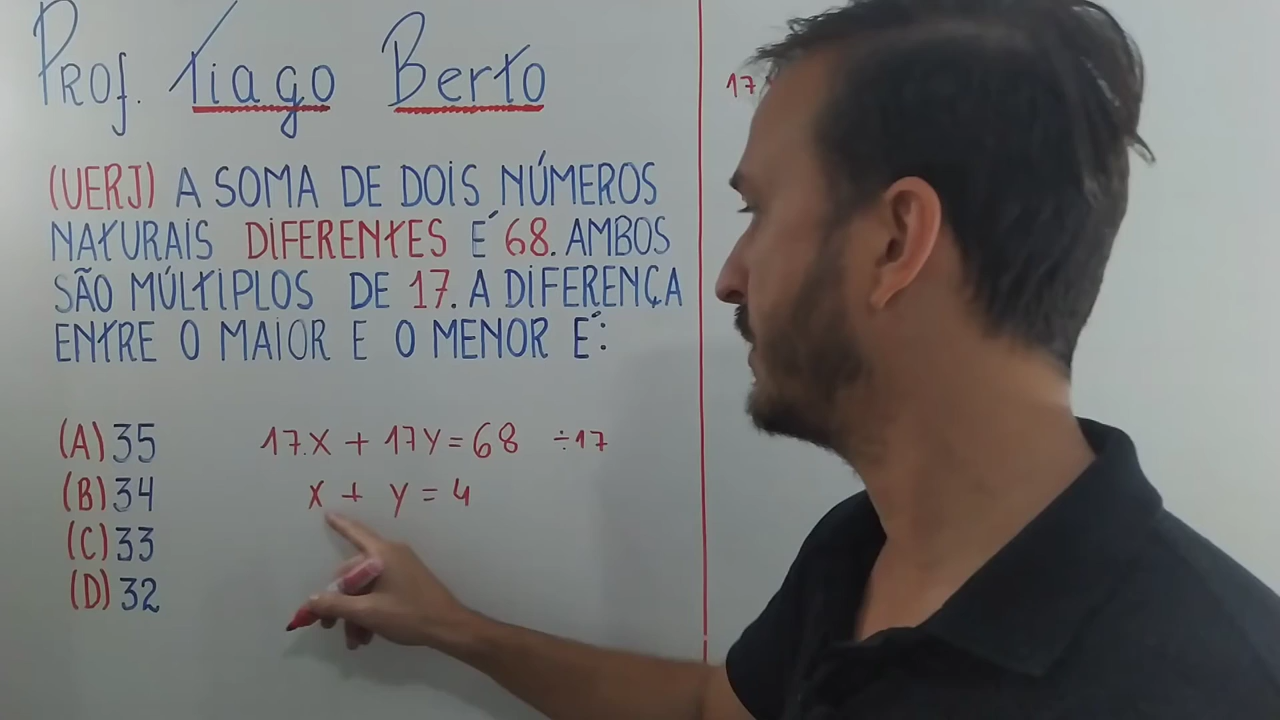 Prof. Tiago Berto
(UERJ) A SOMA DE DOIS NÚMEROS
NATURAIS DIFERENTES É 68. AMBOS
SÃO MÚLTIPLOS DE 17. A DIFERENÇA
ENTRE O MAIOR E O MENOR É:
(A) 35
(B) 34
(C) 33
(D) 32
17.X + 17Y = 68 ÷17
X + Y = 4
17